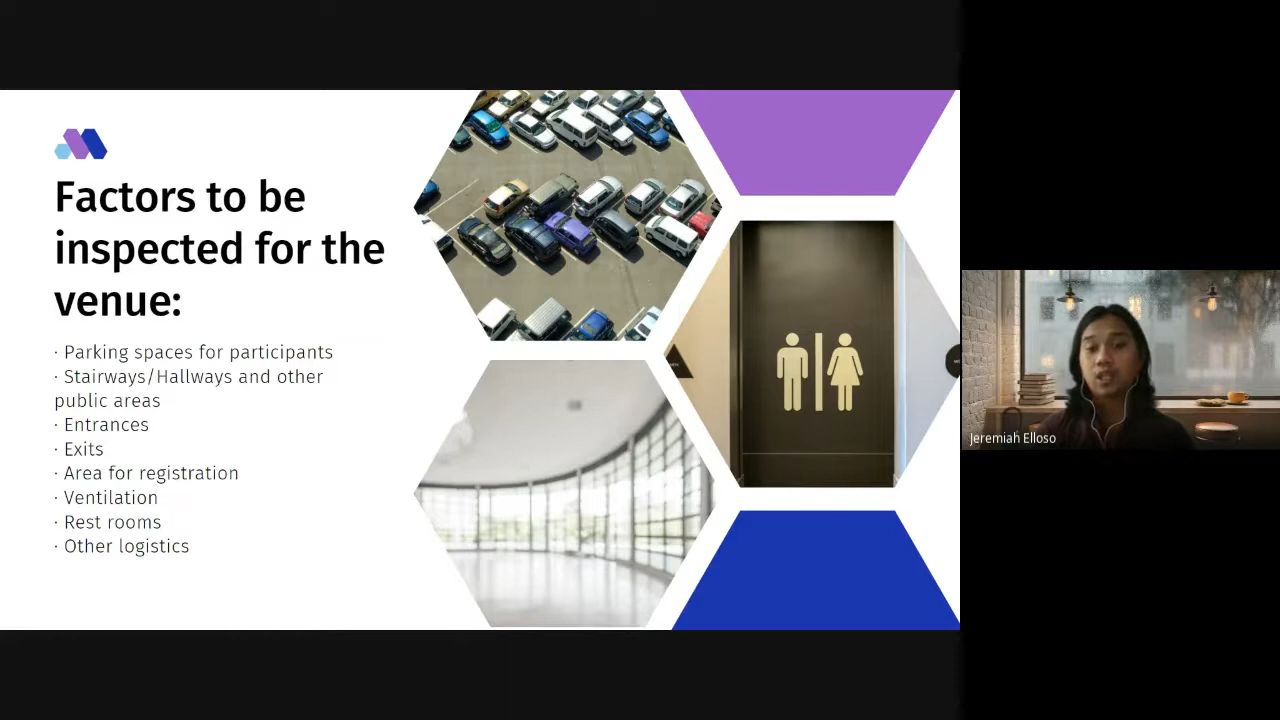 Factors to be
inspected for the
venue:
· Parking spaces for participants
· Stairways/Hallways and other
public areas
· Entrances
· Exits
· Area for registration
· Ventilation
· Rest rooms
· Other logistics
Jeremiah Elloso